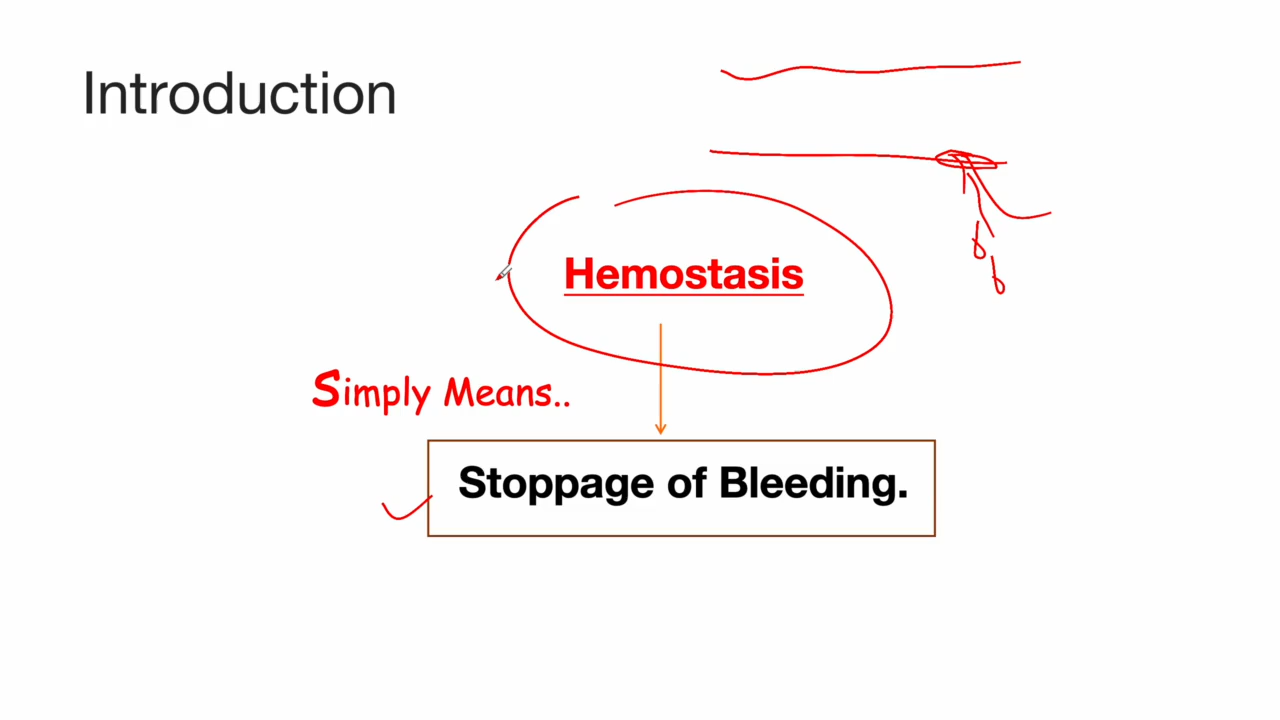 Introduction
Hemostasis
Simply Means..
Stoppage of Bleeding.